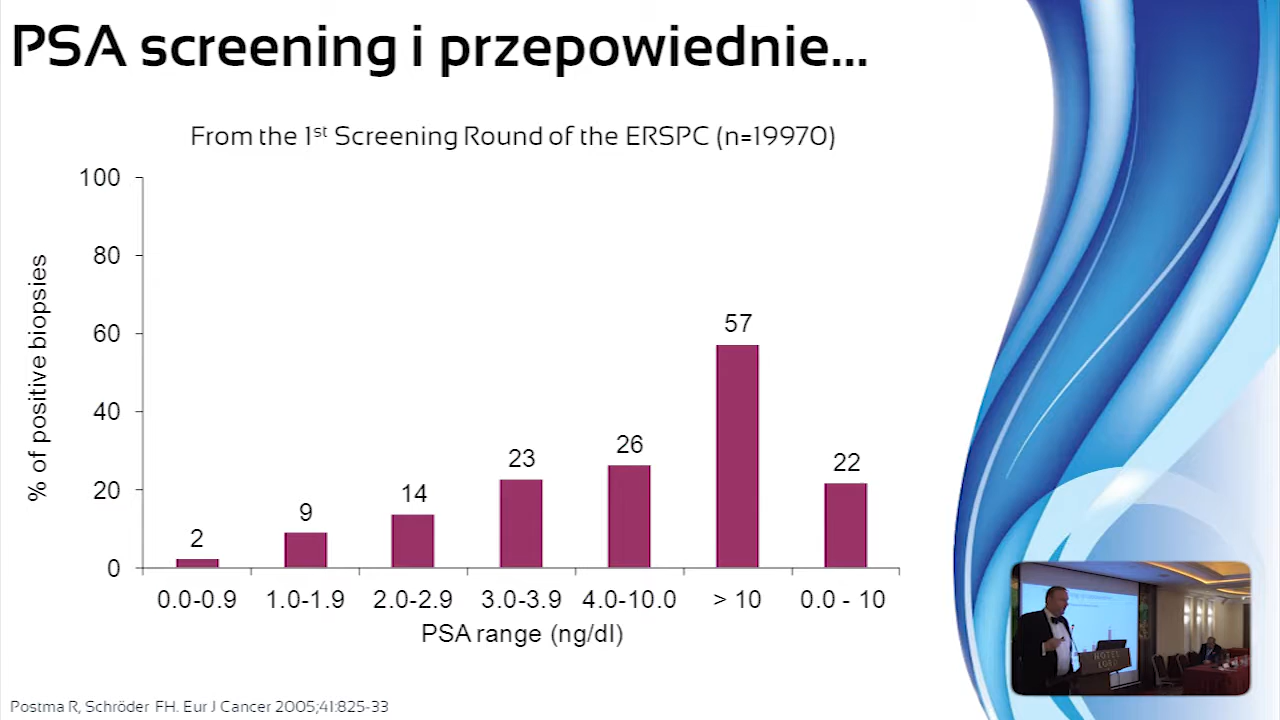 PSA screening i przepowiednie...
From the 1st Screening Round of the ERSPC (n=19970)
% of positive biopsies
100
80
60
40
20
0
2
9
14
23
26
57
22
0.0-0.9 1.0-1.9 2.0-2.9 3.0-3.9 4.0-10.0 > 10 0.0 - 10
PSA range (ng/dl)
HOTEL
LORD
Postma R, Schröder FH. Eur J Cancer 2005;41:825-33